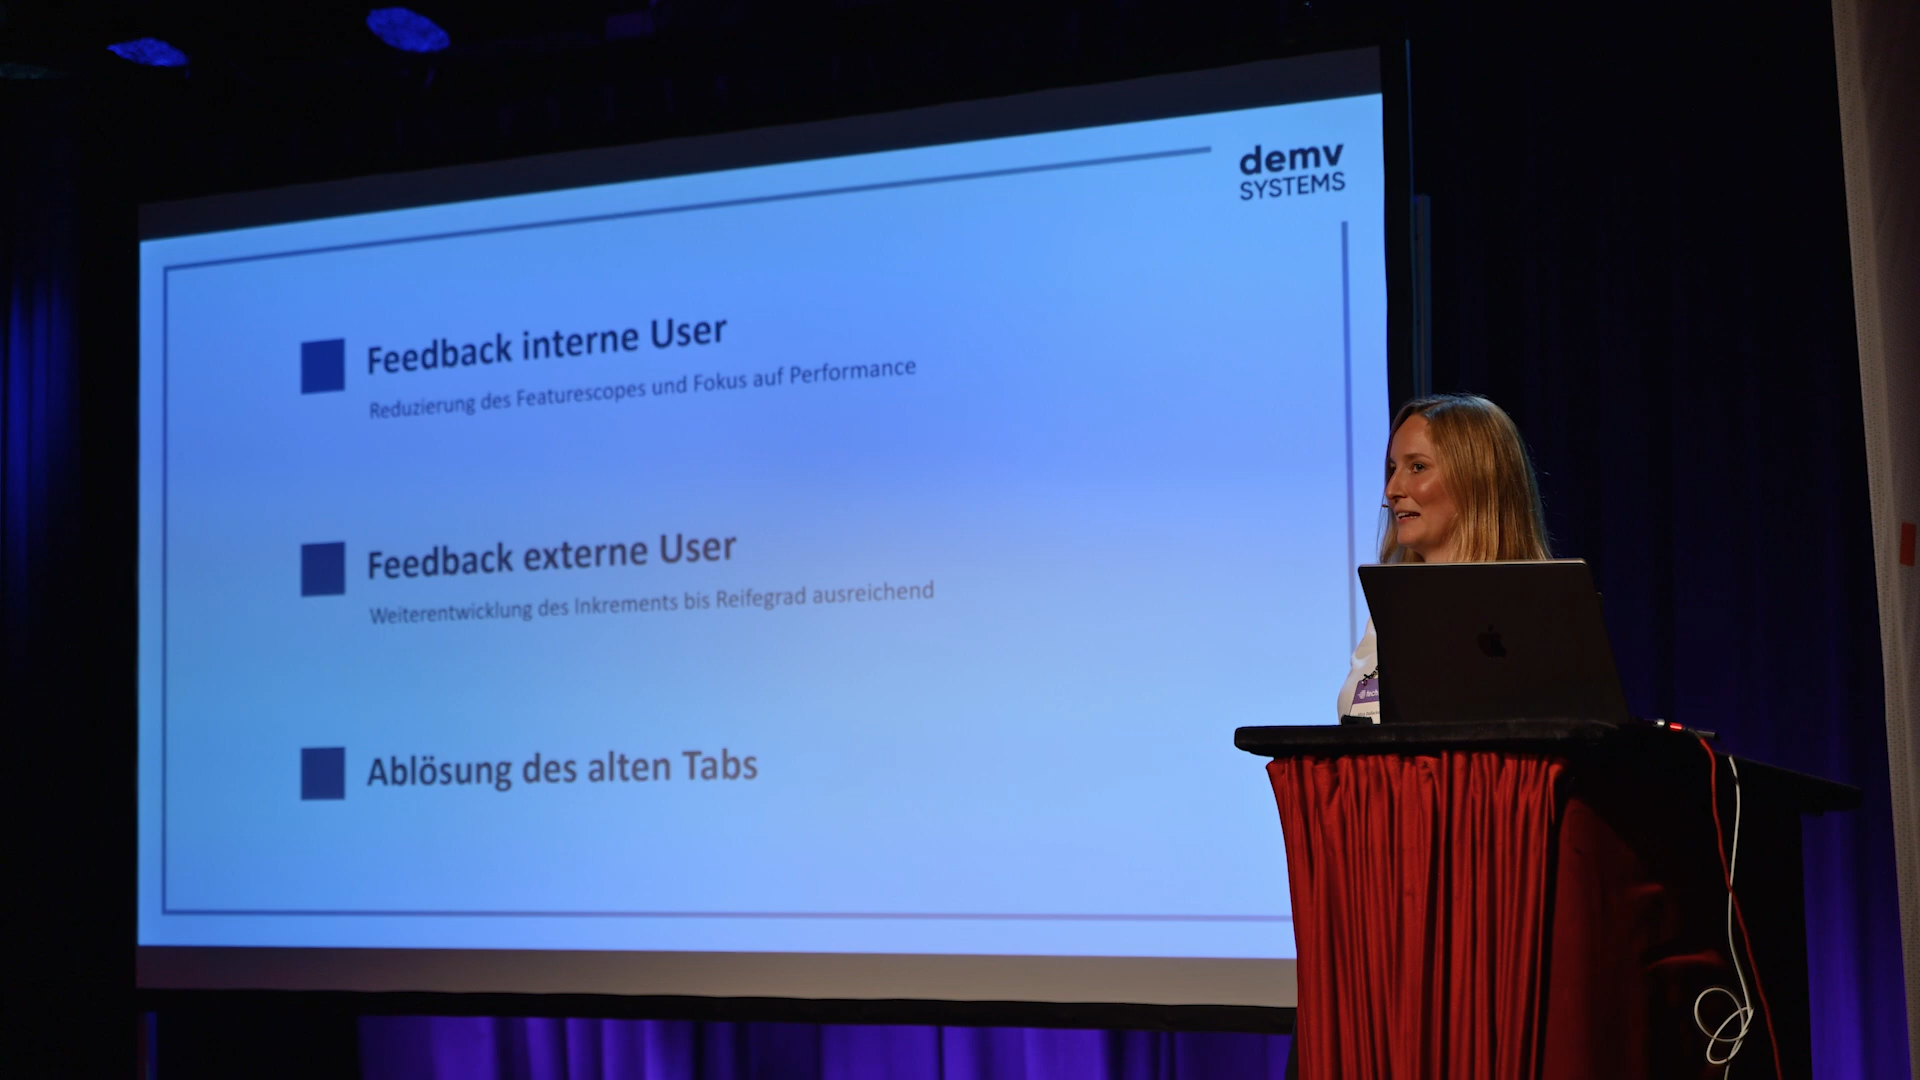 demv
SYSTEMS
Feedback interne User
Reduzierung des Featurescopes und Fokus auf Performance
Feedback externe User
Weiterentwicklung des Inkrements bis Reifegrad ausreichend
Ablösung des alten Tabs